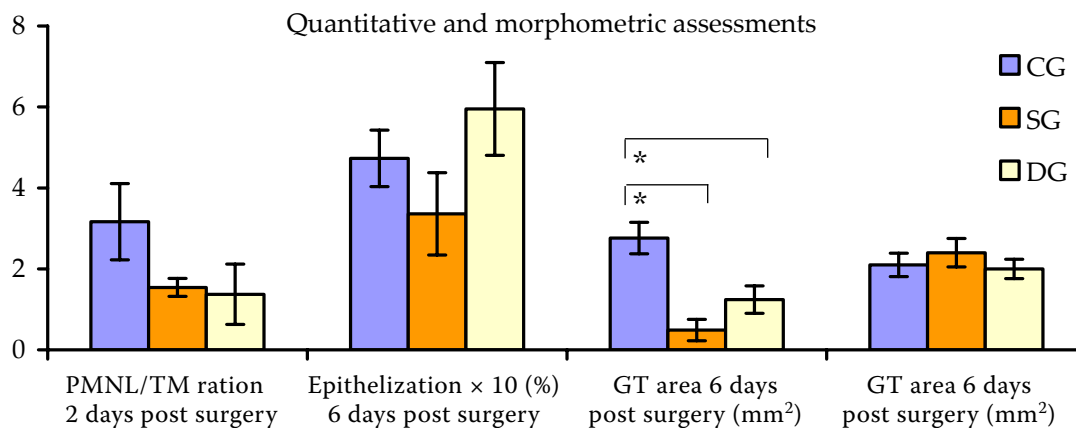 Quantitative and morphometric assessments
8
6
4
2
0
CG
SG
DG
*
*
PMNL/TM ration
2 days post surgery
Epithelization × 10 (%)
6 days post surgery
GT area 6 days
post surgery (mm²)
GT area 6 days
post surgery (mm²)